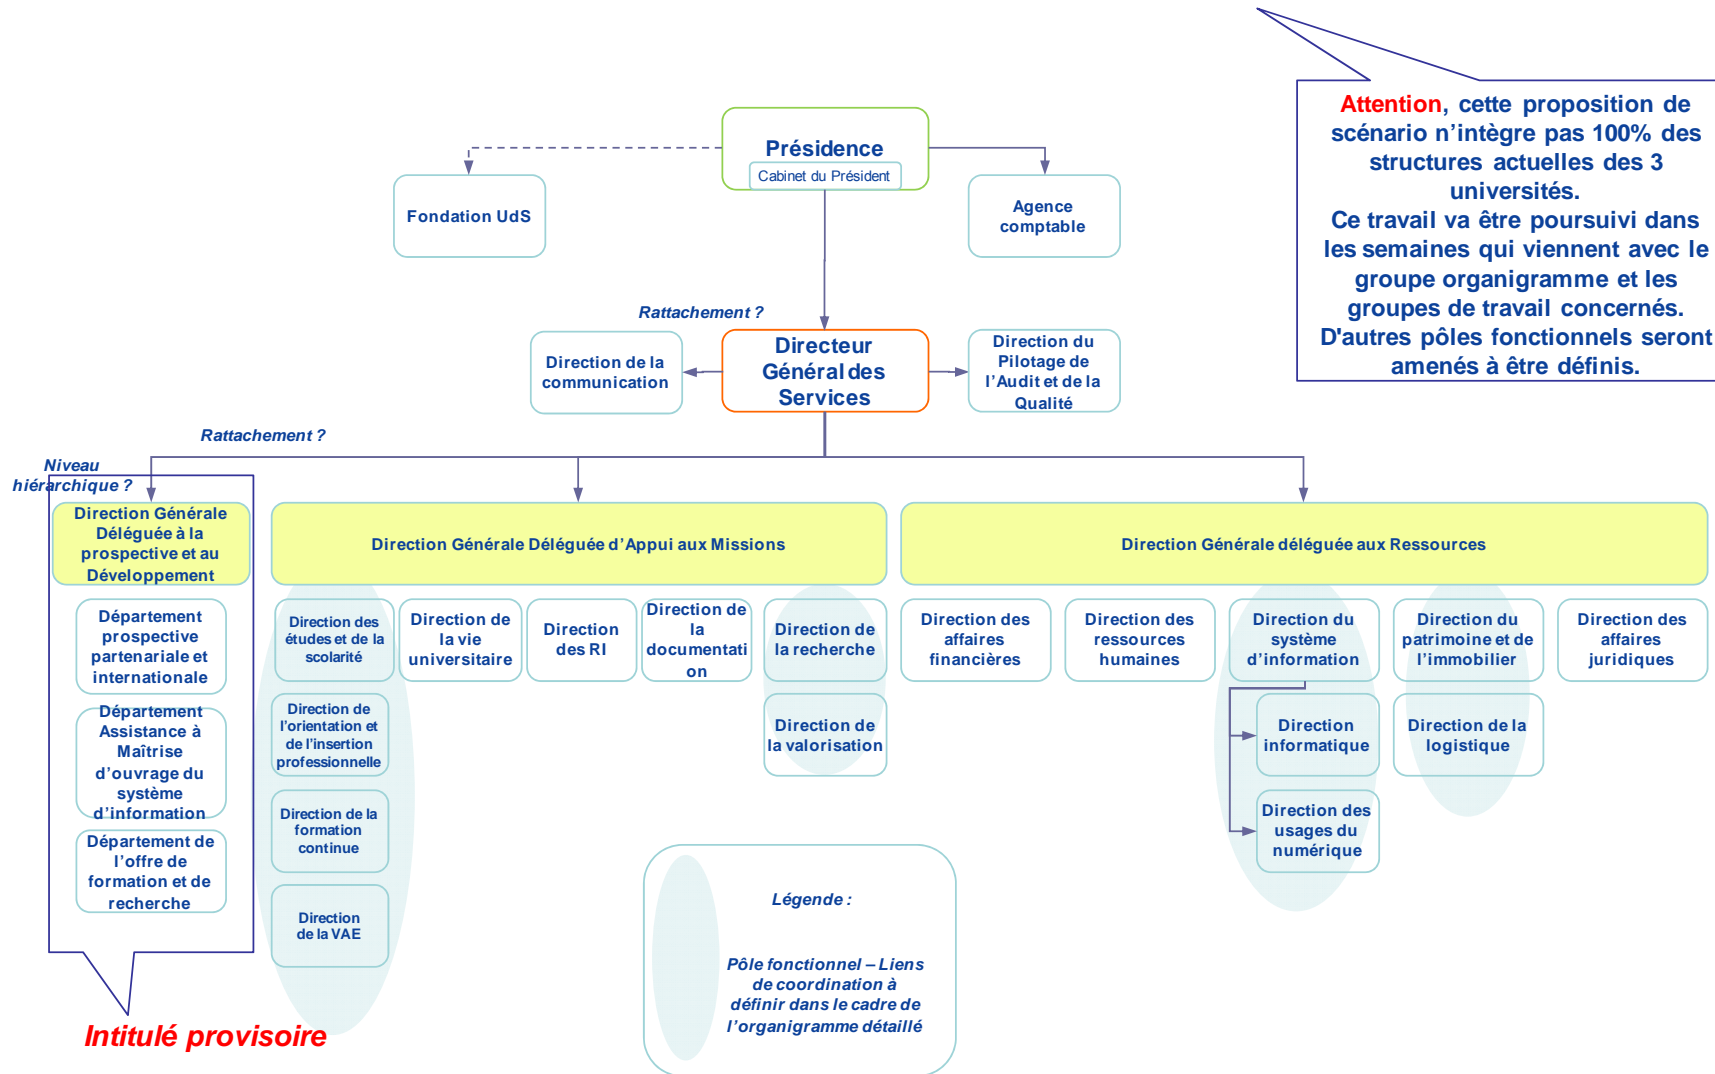 Attention, cette proposition de
scénario n’intègre pas 100% des
structures actuelles des 3
universités.
Ce travail va être poursuivi dans
les semaines qui viennent avec le
groupe organigramme et les
groupes de travail concernés.
D'autres pôles fonctionnels seront
amenés à être définis.
Présidence
Cabinet du Président
Fondation UdS
Agence
comptable
Rattachement ?
Direction de la
communication
Directeur
Général des
Services
Direction du
Pilotage de
l’Audit et de la
Qualité
Rattachement ?
Niveau
hiérarchique ?
Direction Générale
Déléguée à la
prospective et au
Développement
Direction Générale Déléguée d’Appui aux Missions
Direction Générale déléguée aux Ressources
Département
prospective
partenariale et
internationale
Département
Assistance à
Maîtrise
d’ouvrage du
système
d’information
Département de
l’offre de
formation et de
recherche
Direction des
études et de la
scolarité
Direction de
l’orientation et
de l’insertion
professionnelle
Direction de la
formation
continue
Direction
de la VAE
Direction de
la vie
universitaire
Direction
des RI
Direction de
la
documentati
on
Direction de
la recherche
Direction de
la valorisation
Direction des
affaires
financières
Direction des
ressources
humaines
Direction du
système
d’information
Direction
informatique
Direction des
usages du
numérique
Direction du
patrimoine et de
l’immobilier
Direction de la
logistique
Direction des
affaires
juridiques
Légende :
Pôle fonctionnel – Liens
de coordination à
définir dans le cadre de
l’organigramme détaillé
Intitulé provisoire